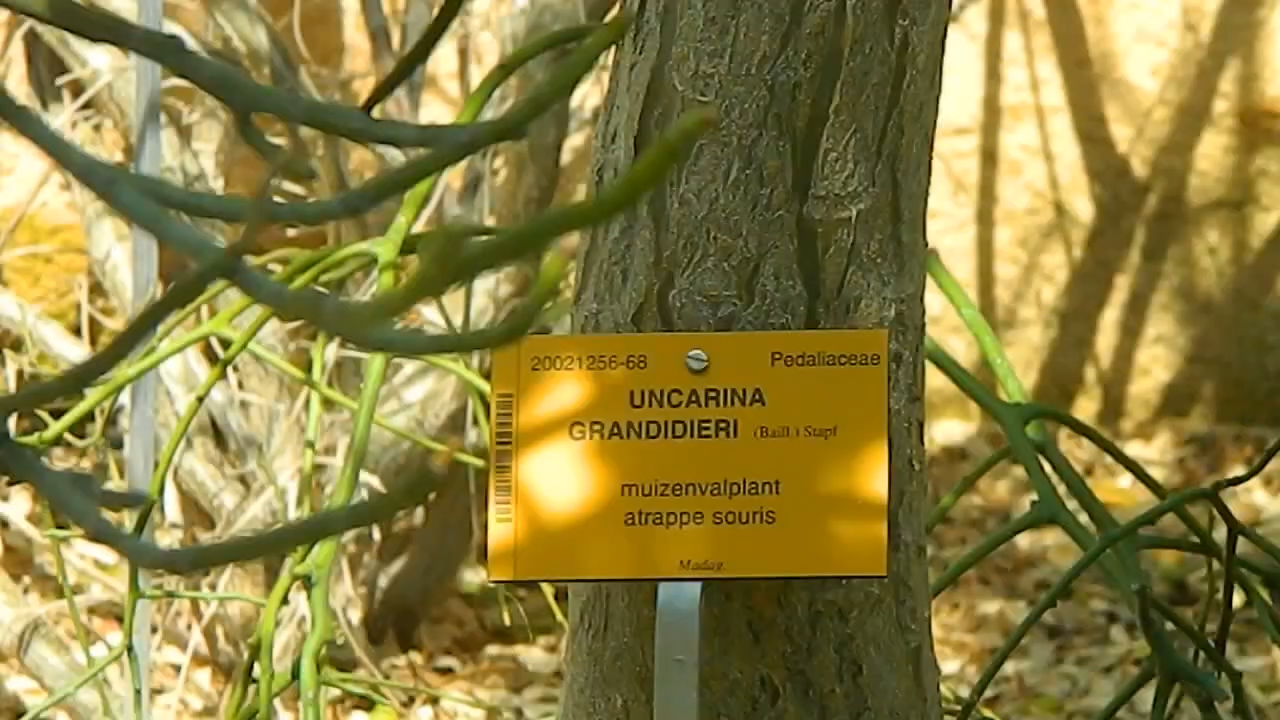 20021256-68 Pedaliaceae
UNCARINA
GRANDIDIERI (Baill.) Stapf
muizenvalplant
atrappe souris
Madag.